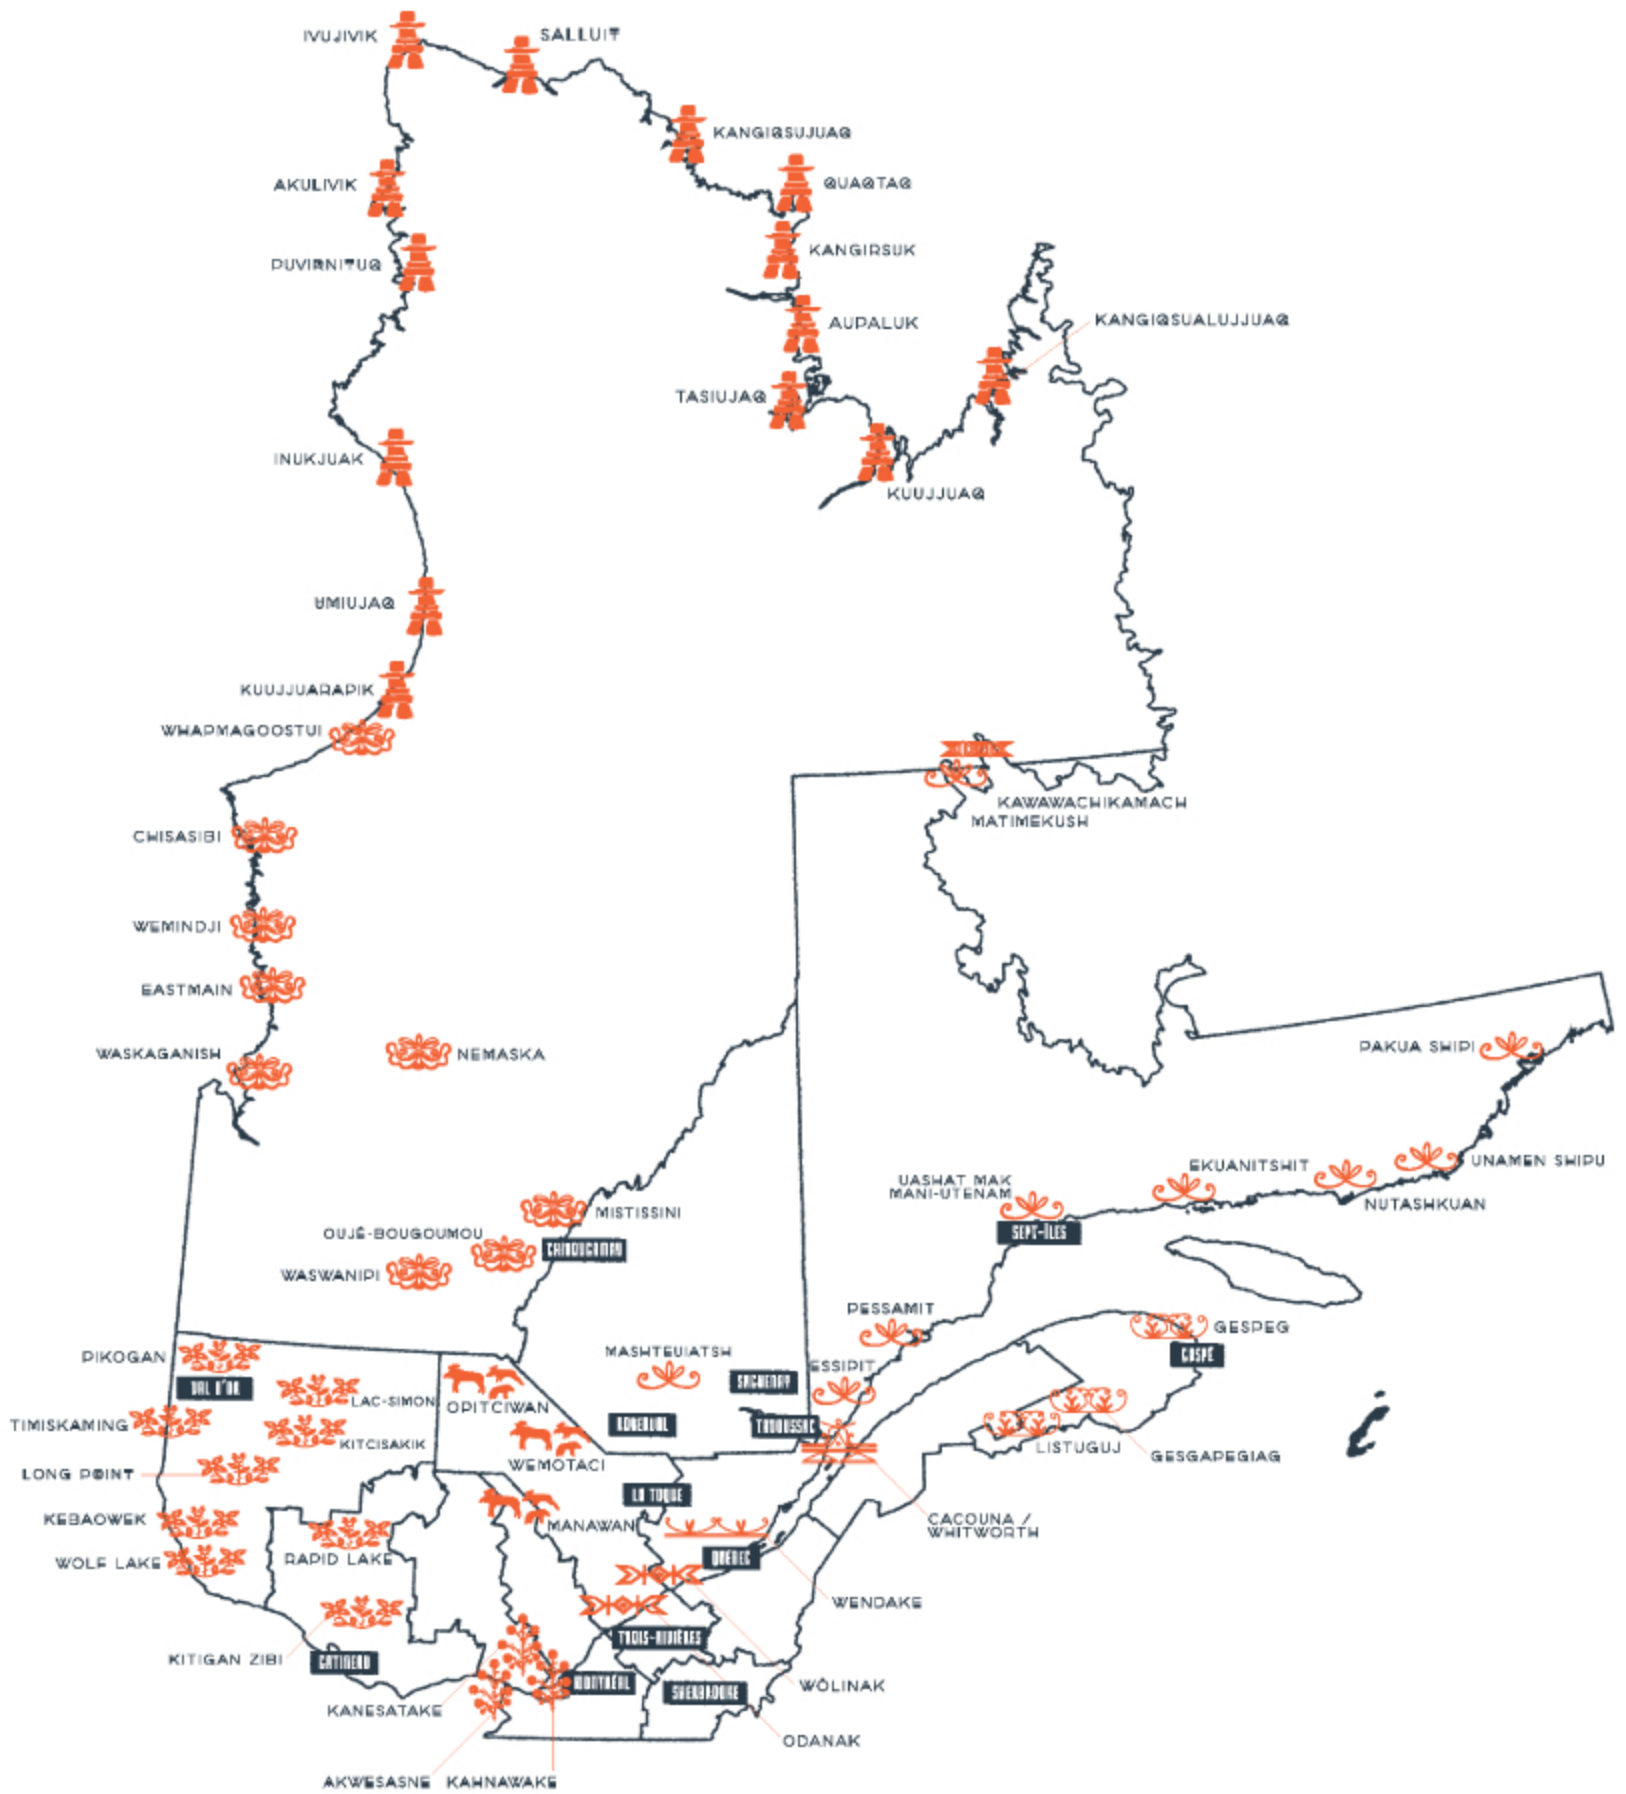 IVUJIVIK
SALLUIT
KANGIQSUJUAQ
AKULIVIK
QUAQTAQ
PUVIRNITUQ
KANGIRSUK
AUPALUK
KANGIQSUALUJJUAQ
TASIUJAQ
INUKJUAK
KUUJJUAQ
UMIUJAQ
KUUJJUARAPIK
WHAPMAGOOSTUI
KAWAWACHIKAMACH
MATIMEKUSH
CHISASIBI
WEMINDJI
EASTMAIN
WASKAGANISH
NEMASKA
PAKUA SHIPI
UNAMEN SHIPU
EKUANITSHIT
UASHAT MAK
MANI-UTENAM
NUTASHKUAN
SEPT-ÎLES
MISTISSINI
OUJÉ-BOUGOUMOU
CHIBOUGAMAU
WASWANIPI
PESSAMIT
GESPEG
GASPÉ
PIKOGAN
MASHTEUIATSH
ESSIPIT
VAL D'OR
SAGUENAY
LAC-SIMON
OPITCIWAN
TIMISKAMING
ROBERVAL
TADOUSSAC
KITCISAKIK
LISTUGUJ
GESGAPEGIAG
WEMOTACI
LONG POINT
LA TUQUE
KEBAOWEK
MANAWAN
CACOUNA /
WHITWORTH
RAPID LAKE
WOLF LAKE
QUÉBEC
WENDAKE
TROIS-RIVIÈRES
KITIGAN ZIBI
GATINEAU
MONTRÉAL
SHERBROOKE
WÔLINAK
KANESATAKE
ODANAK
AKWESASNE
KAHNAWAKE